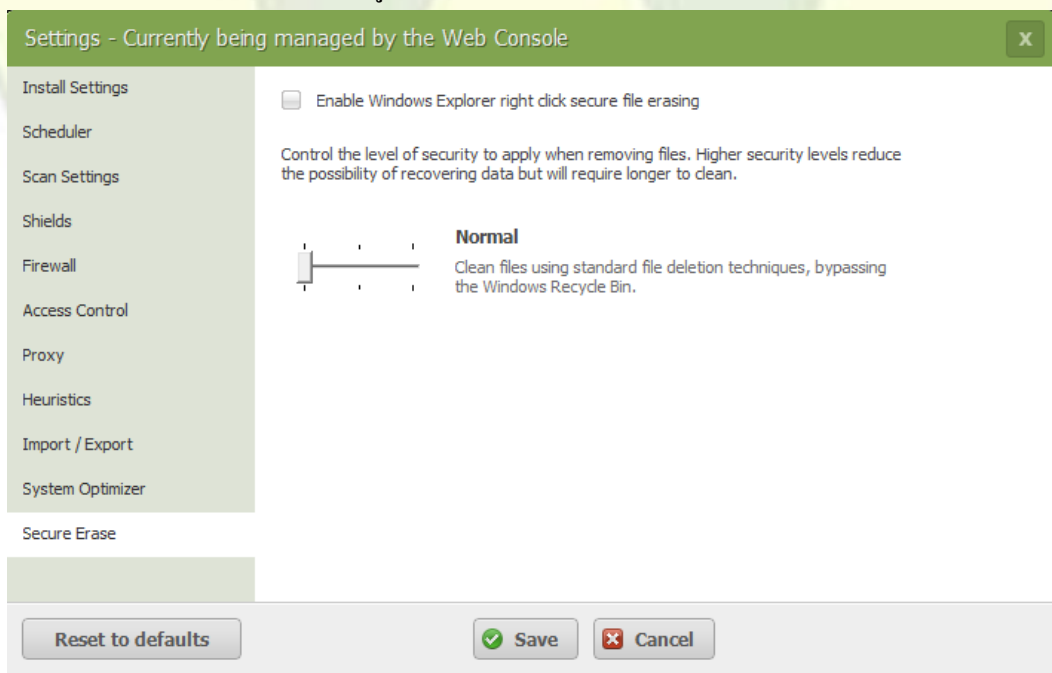 Settings - Currently being managed by the Web Console
x
Install Settings
Scheduler
Scan Settings
Shields
Firewall
Access Control
Proxy
Heuristics
Import / Export
System Optimizer
Secure Erase
Enable Windows Explorer right click secure file erasing
Control the level of security to apply when removing files. Higher security levels reduce
the possibility of recovering data but will require longer to clean.
Normal
Clean files using standard file deletion techniques, bypassing
the Windows Recycle Bin.
Reset to defaults
Save
Cancel